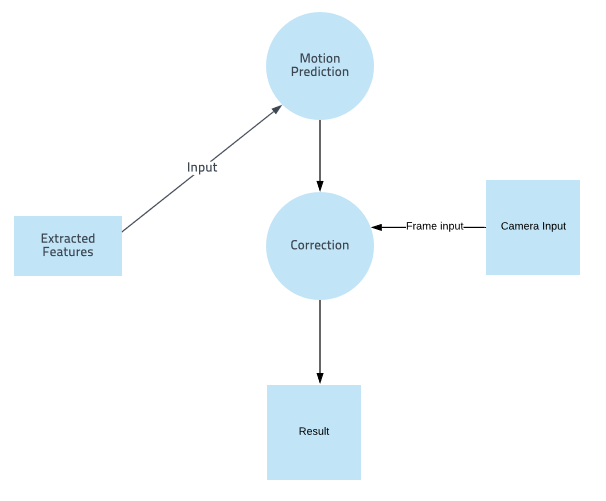 Motion
Prediction
Input
Extracted
Features
Correction
Frame input
Camera Input
Result